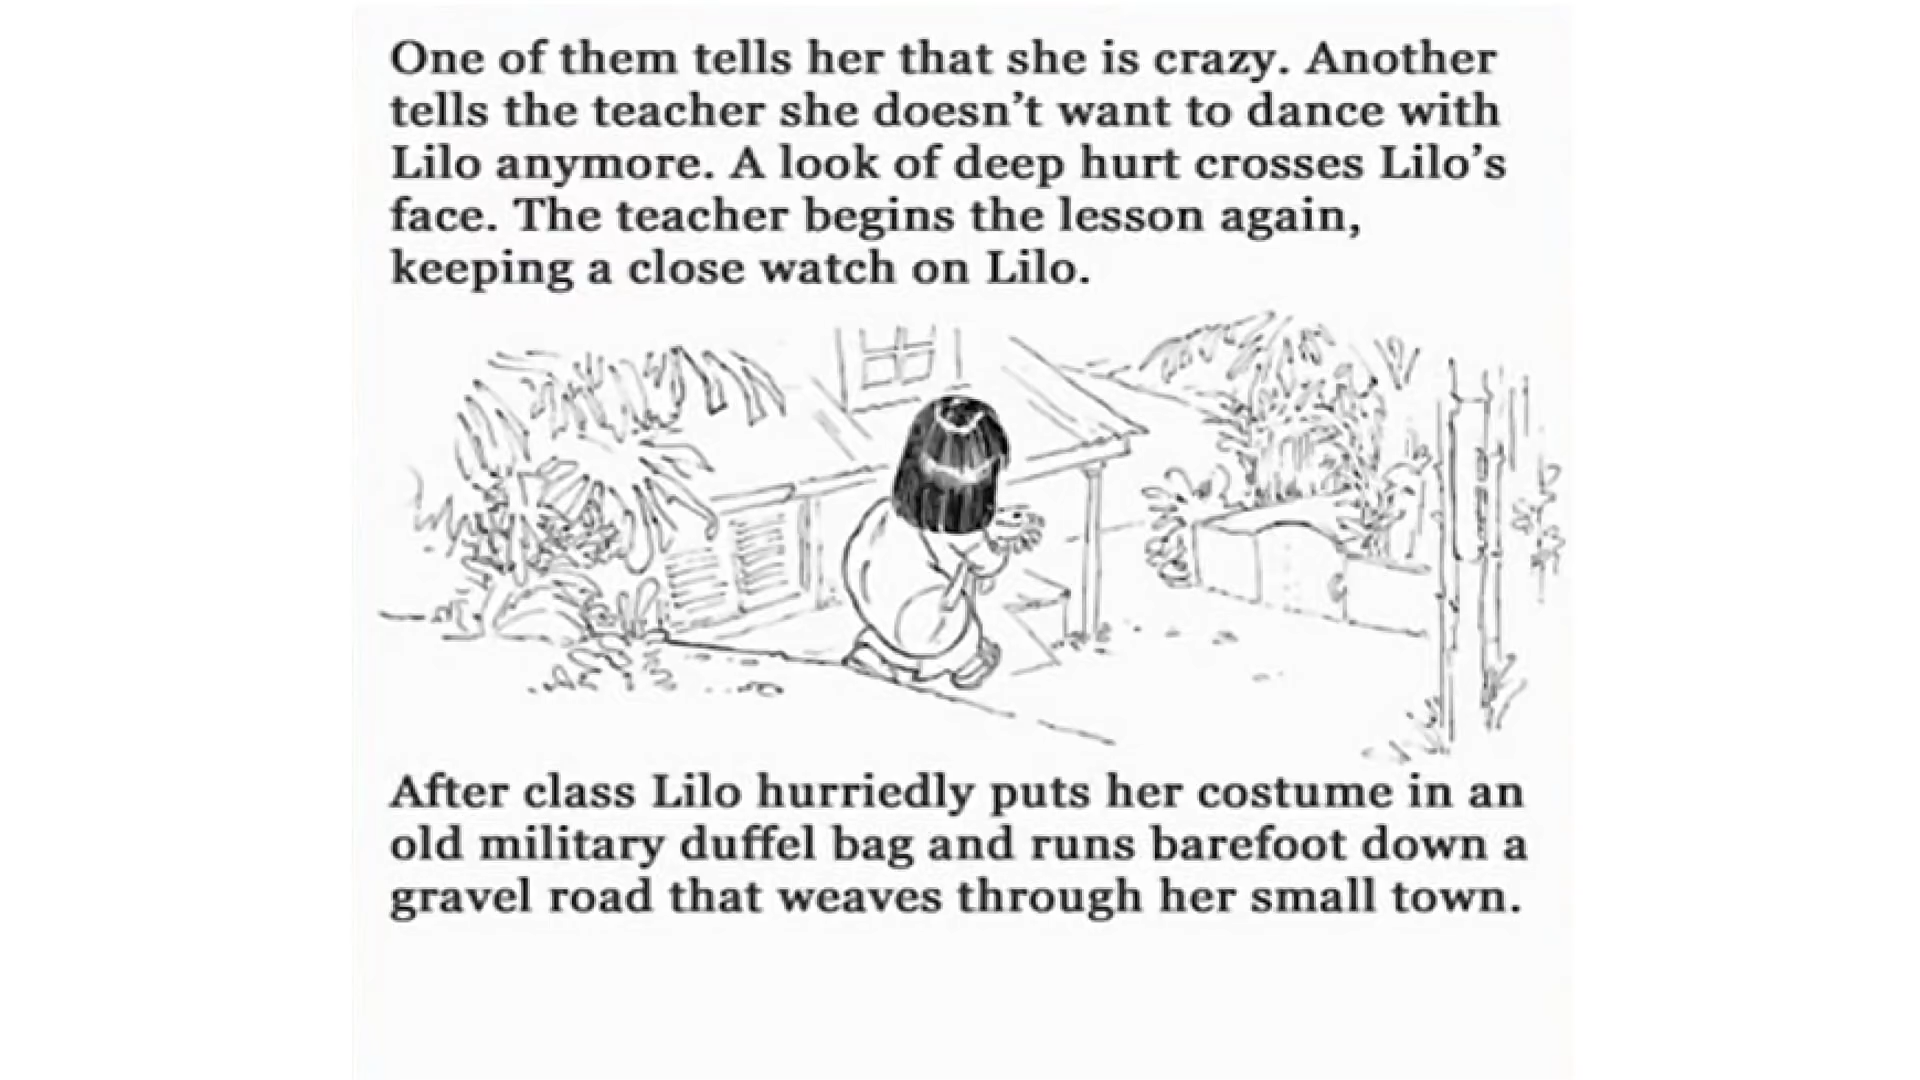 One of them tells her that she is crazy. Another
tells the teacher she doesn’t want to dance with
Lilo anymore. A look of deep hurt crosses Lilo’s
face. The teacher begins the lesson again,
keeping a close watch on Lilo.
After class Lilo hurriedly puts her costume in an
old military duffel bag and runs barefoot down a
gravel road that weaves through her small town.